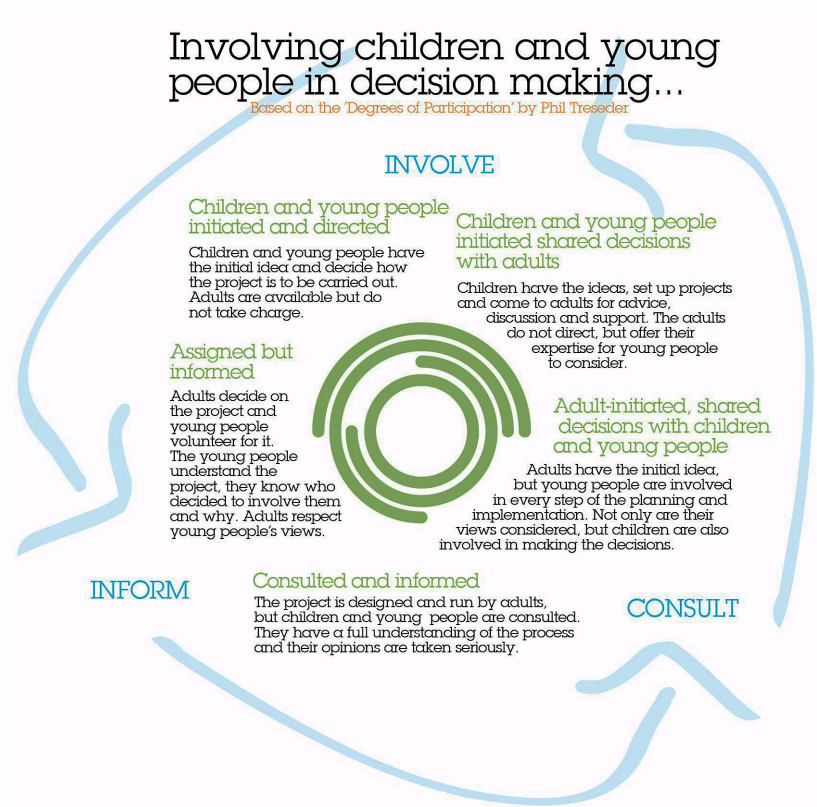 Involving children and young
people in decision making...
Based on the 'Degrees of Participation' by Phil Treseder
INVOLVE
Children and young people
initiated and directed
Children and young people have
the initial idea and decide how
the project is to be carried out.
Adults are available but do
not take charge.
Children and young people
initiated shared decisions
with adults
Children have the ideas, set up projects
and come to adults for advice,
discussion and support. The adults
do not direct, but offer their
expertise for young people
to consider.
Assigned but
informed
Adults decide on
the project and
young people
volunteer for it.
The young people
understand the
project, they know who
decided to involve them
and why. Adults respect
young people's views.
Adult-initiated, shared
decisions with children
and young people
Adults have the initial idea,
but young people are involved
in every step of the planning and
implementation. Not only are their
views considered, but children are also
involved in making the decisions.
INFORM
Consulted and informed
The project is designed and run by adults,
but children and young people are consulted.
They have a full understanding of the process
and their opinions are taken seriously.
CONSULT